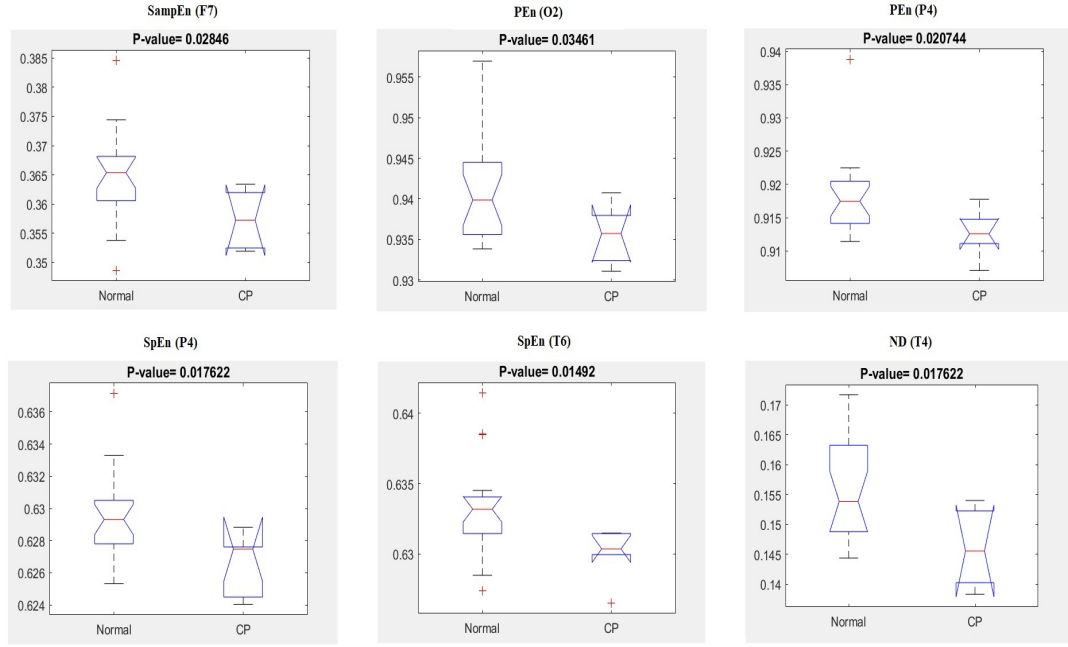 SampEn (F7)
P-value= 0.02846
0.385
0.38
0.375
0.37
0.365
0.36
0.355
0.35
Normal
CP
PEn (O2)
P-value= 0.03461
0.955
0.95
0.945
0.94
0.935
0.93
Normal
CP
PEn (P4)
P-value= 0.020744
0.94
0.935
0.93
0.925
0.92
0.915
0.91
Normal
CP
SpEn (P4)
P-value= 0.017622
0.636
0.634
0.632
0.63
0.628
0.626
0.624
Normal
CP
SpEn (T6)
P-value= 0.01492
0.64
0.635
0.63
Normal
CP
ND (T4)
P-value= 0.017622
0.17
0.165
0.16
0.155
0.15
0.145
0.14
Normal
CP